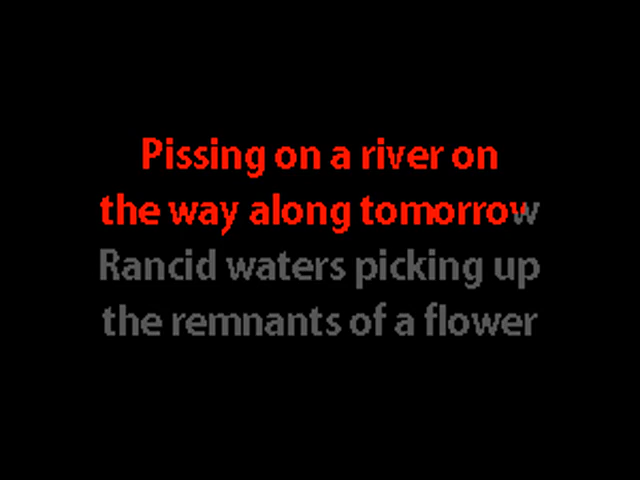 Pissing on a river on
the way along tomorrow
Rancid waters picking up
the remnants of a flower